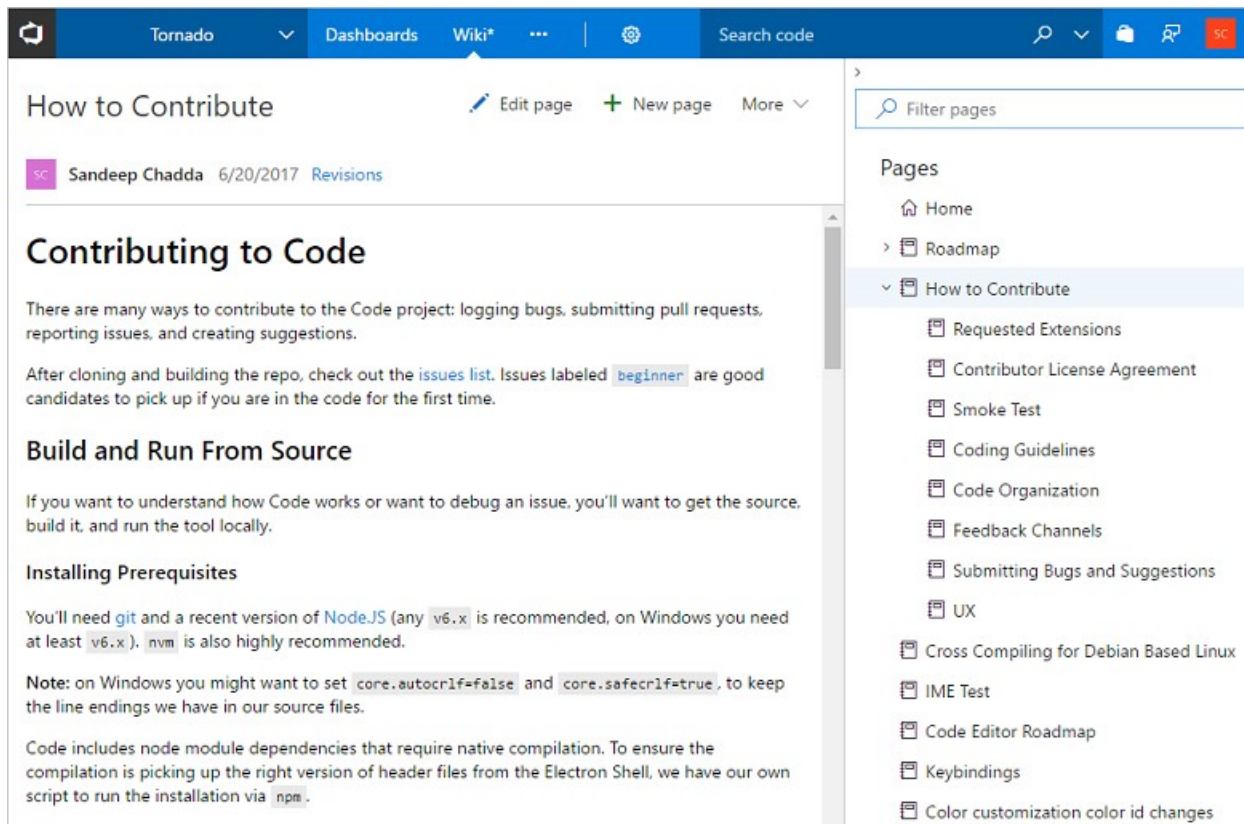 Tornado Dashboards Wiki* ··· Search code SC
How to Contribute Edit page + New page More
SC Sandeep Chadda 6/20/2017 Revisions
Contributing to Code
There are many ways to contribute to the Code project: logging bugs, submitting pull requests,
reporting issues, and creating suggestions.
After cloning and building the repo, check out the issues list. Issues labeled beginner are good
candidates to pick up if you are in the code for the first time.
Build and Run From Source
If you want to understand how Code works or want to debug an issue, you'll want to get the source,
build it, and run the tool locally.
Installing Prerequisites
You'll need git and a recent version of Node.JS (any v6.x is recommended, on Windows you need
at least v6.x). nvm is also highly recommended.
Note: on Windows you might want to set core.autocrlf=false and core.safecrlf=true, to keep
the line endings we have in our source files.
Code includes node module dependencies that require native compilation. To ensure the
compilation is picking up the right version of header files from the Electron Shell, we have our own
script to run the installation via npm.
Filter pages
Pages
Home
Roadmap
How to Contribute
Requested Extensions
Contributor License Agreement
Smoke Test
Coding Guidelines
Code Organization
Feedback Channels
Submitting Bugs and Suggestions
UX
Cross Compiling for Debian Based Linux
IME Test
Code Editor Roadmap
Keybindings
Color customization color id changes